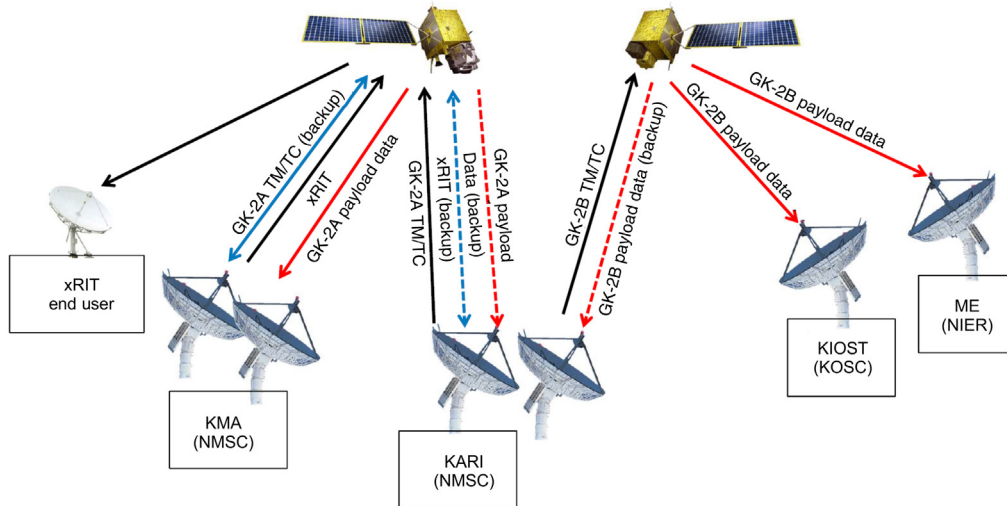 GK-2A TM/TC (backup)
xRIT
GK-2A payload data
GK-2A TM/TC
xRIT (backup)
Data (backup)
GK-2A payload
GK-2B TM/TC
GK-2B payload data (backup)
GK-2B payload data
GK-2B payload data
xRIT
end user
KMA
(NMSC)
KARI
(NMSC)
KIOST
(KOSC)
ME
(NIER)